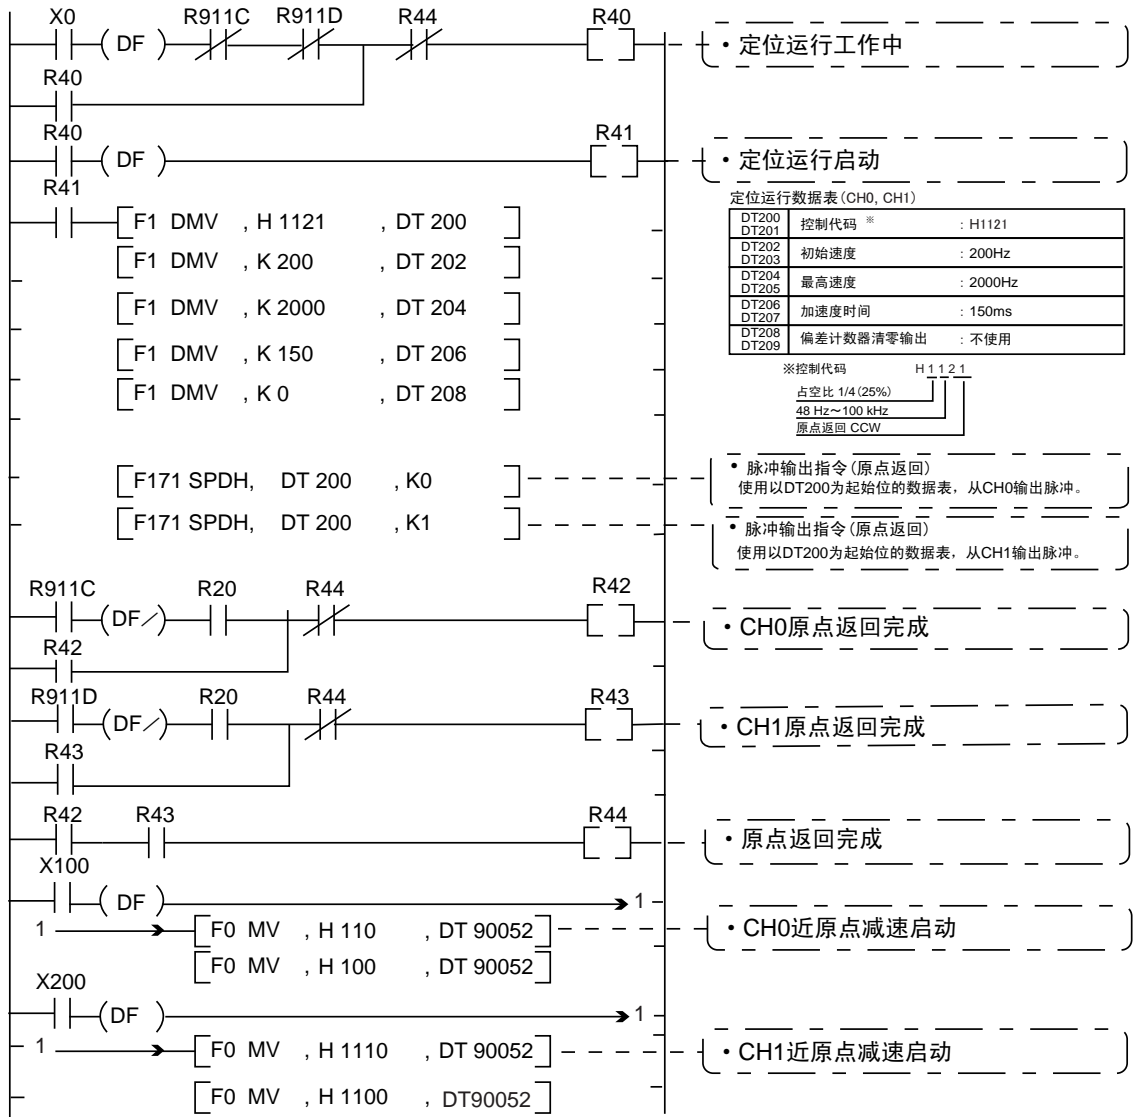 X0 R911C R911D R44 R40
DF
・定位运行工作中
R40
R40 R41
DF
・定位运行启动
R41
F1 DMV , H 1121 , DT 200
F1 DMV , K 200 , DT 202
F1 DMV , K 2000 , DT 204
F1 DMV , K 150 , DT 206
F1 DMV , K 0 , DT 208
定位运行数据表(CH0, CH1)
DT200
DT201
控制代码 ※ : H1121
DT202
DT203
初始速度 : 200Hz
DT204
DT205
最高速度 : 2000Hz
DT206
DT207
加速度时间 : 150ms
DT208
DT209
偏差计数器清零输出 : 不使用
※控制代码 H 1 1 2 1
占空比 1/4(25%)
48 Hz～100 kHz
原点返回 CCW
F171 SPDH, DT 200 , K0
・脉冲输出指令(原点返回)
使用以DT200为起始位的数据表，从CH0输出脉冲。
F171 SPDH, DT 200 , K1
・脉冲输出指令(原点返回)
使用以DT200为起始位的数据表，从CH1输出脉冲。
R911C R20 R44 R42
(DF/)
・CH0原点返回完成
R42
R911D R20 R44 R43
(DF/)
・CH1原点返回完成
R43
R42 R43 R44
・原点返回完成
X100
( DF ) 1
1 F0 MV , H 110 , DT 90052
・CH0近原点减速启动
F0 MV , H 100 , DT 90052
X200
(DF ) 1
1 F0 MV , H 1110 , DT 90052
・CH1近原点减速启动
F0 MV , H 1100 , DT90052